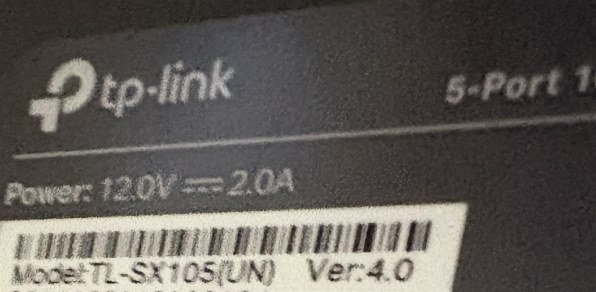 tp-link
5-Port
Power: 12.0V ⎓ 2.0A
Model:TL-SX105(UN) Ver:4.0